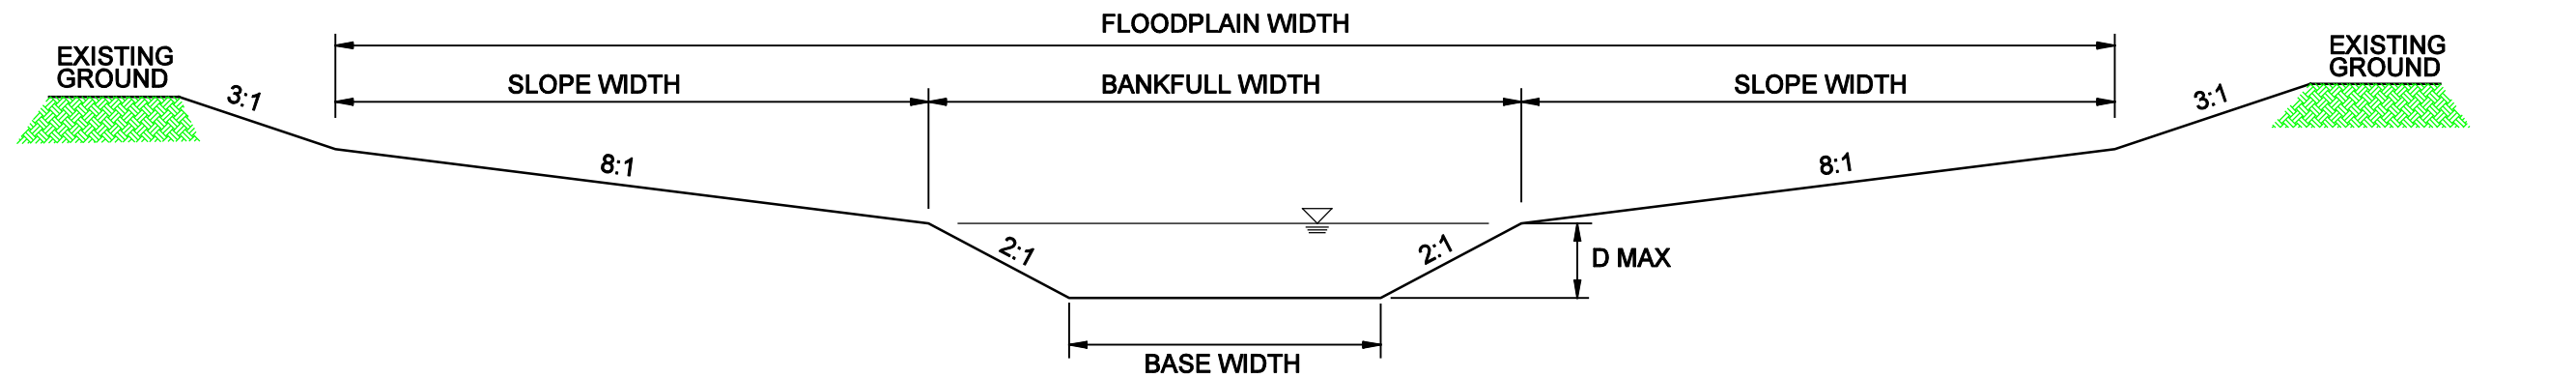 FLOODPLAIN WIDTH
EXISTING
GROUND
EXISTING
GROUND
SLOPE WIDTH
BANKFULL WIDTH
SLOPE WIDTH
3:1
3:1
8:1
8:1
2:1
2:1
D MAX
BASE WIDTH